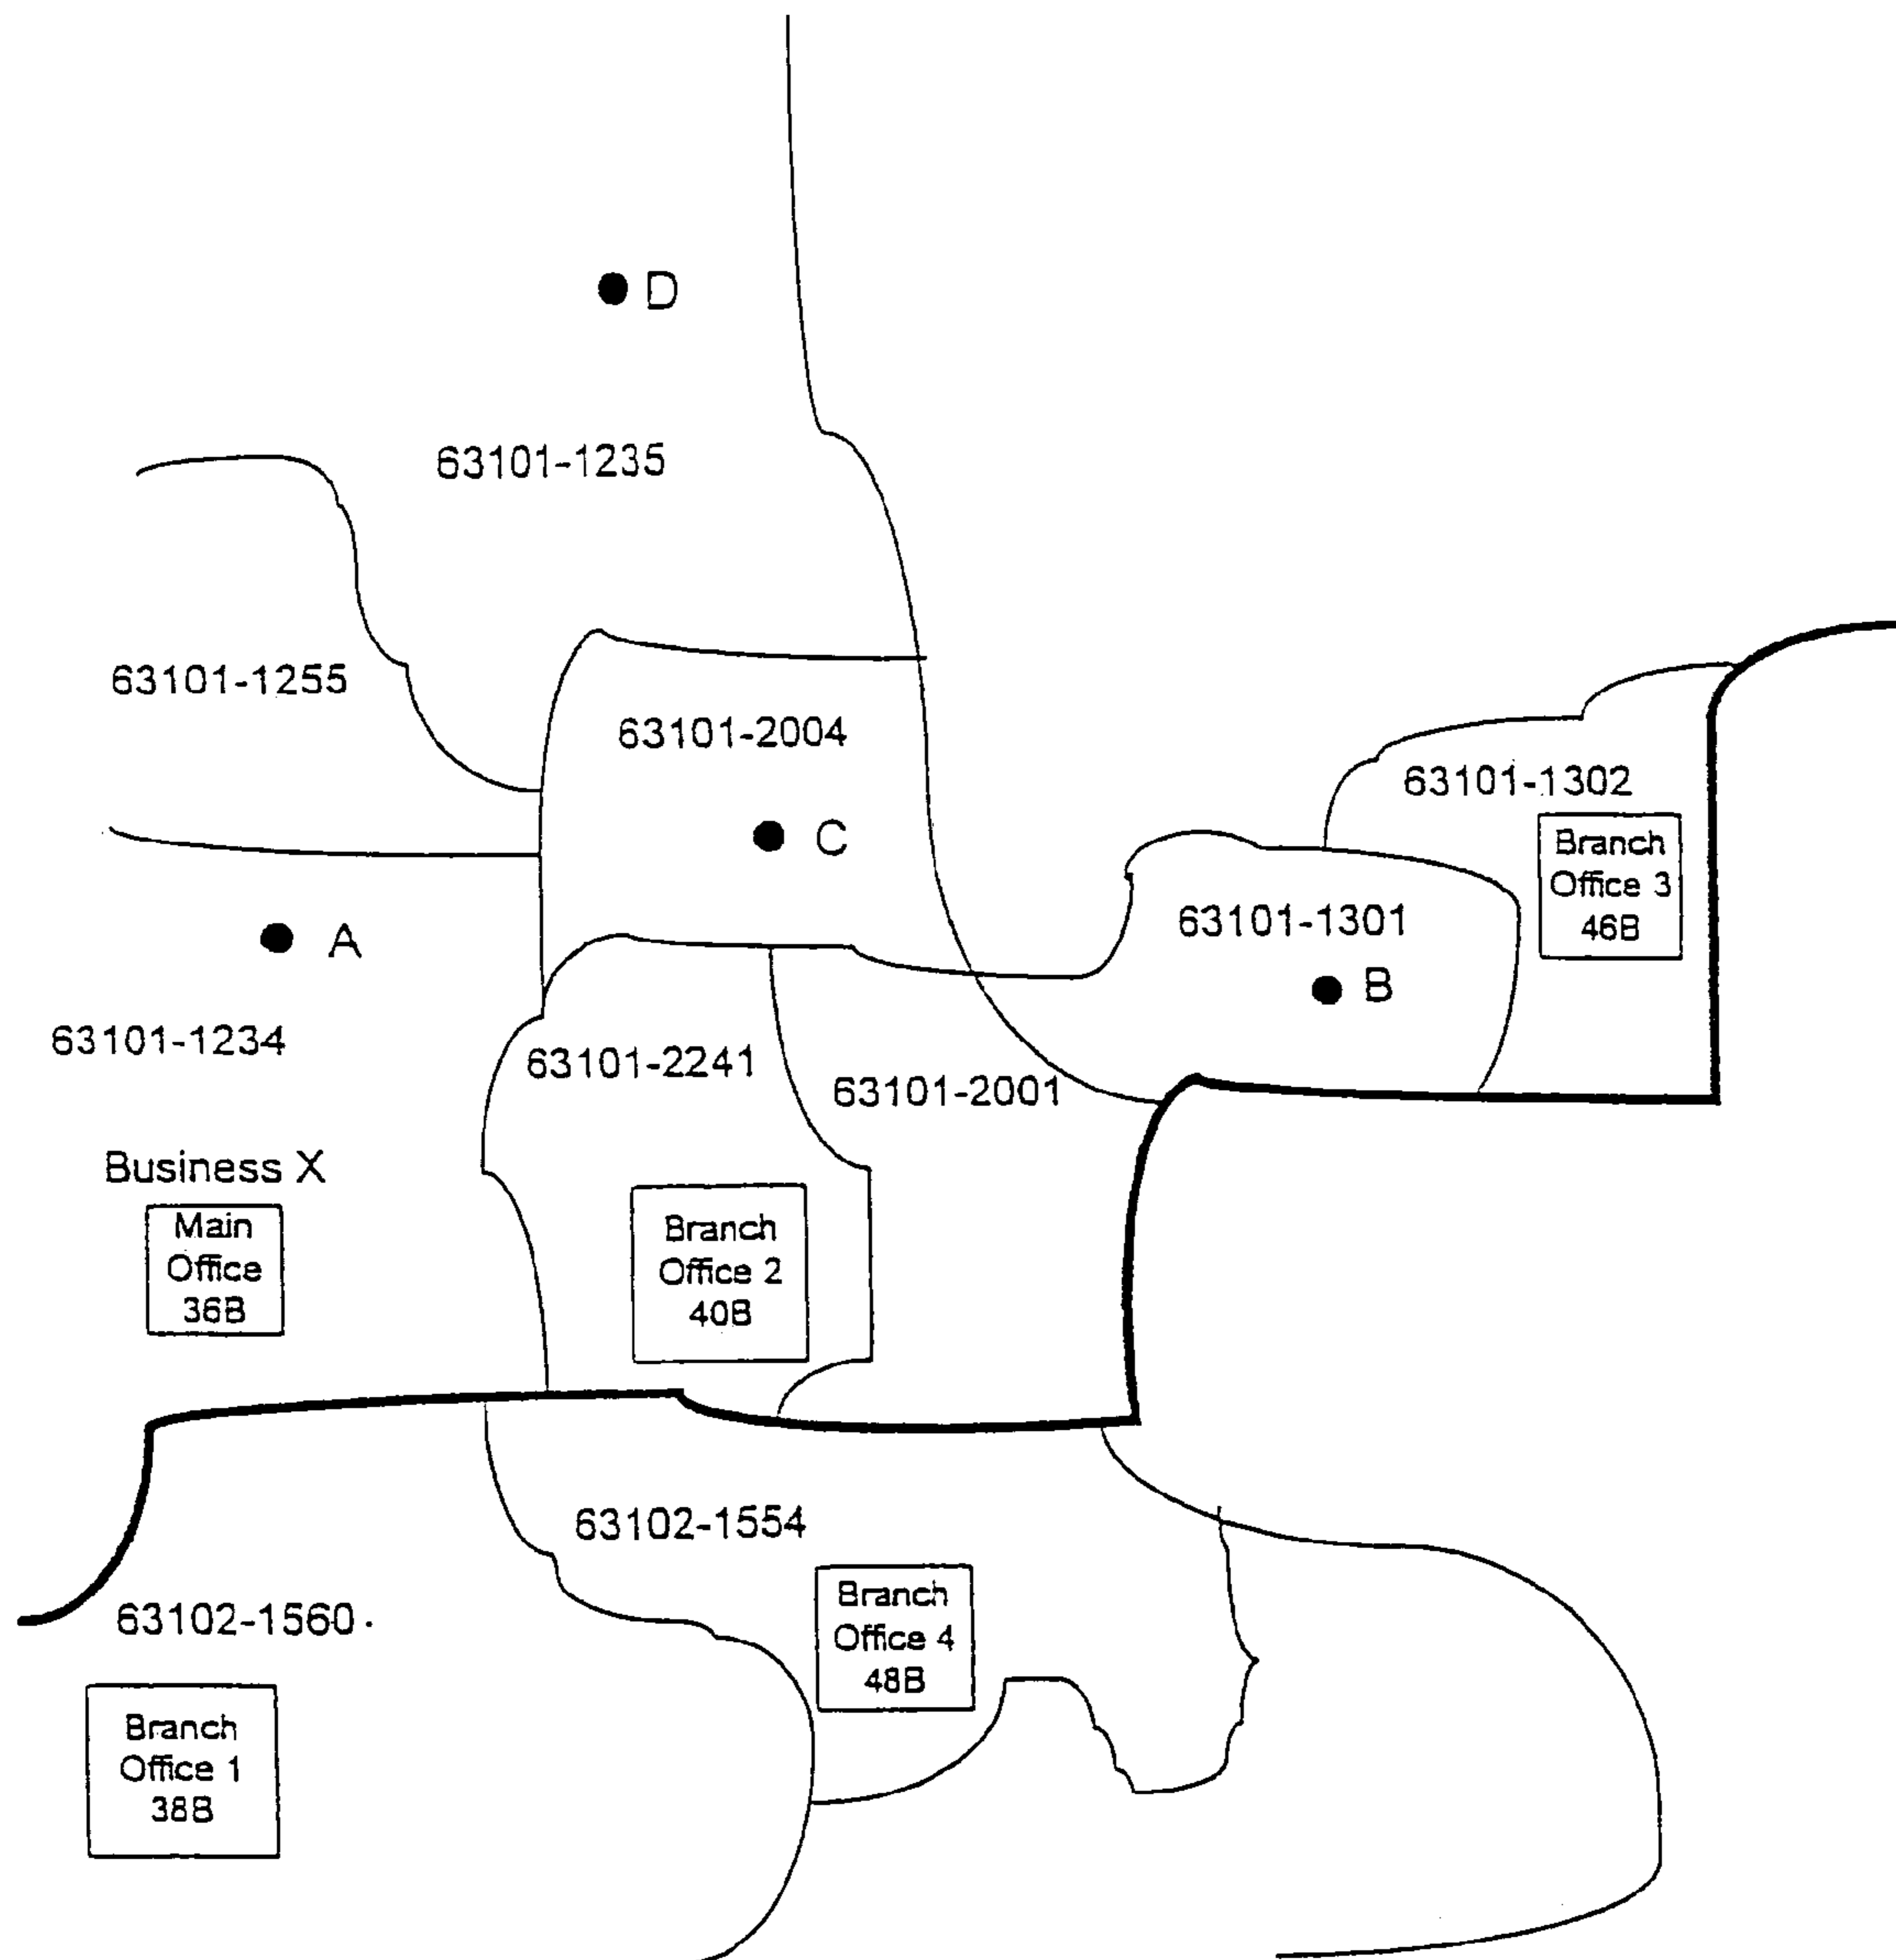 D
63101-1235
63101-1255
63101-2004
63101-1302
C
Branch
Office 3
46B
A
63101-1301
B
63101-1234
63101-2241
63101-2001
Business X
Main
Office
36B
Branch
Office 2
40B
63102-1554
63102-1560
Branch
Office 4
48B
Branch
Office 1
38B